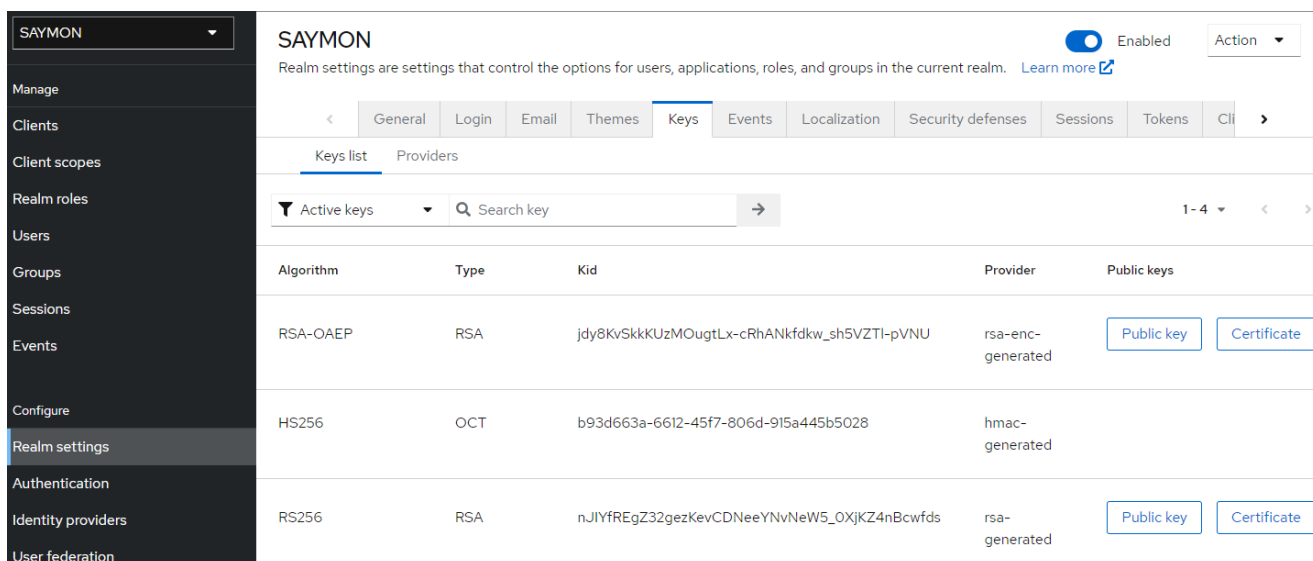 SAYMON
Manage
Clients
Client scopes
Realm roles
Users
Groups
Sessions
Events
Configure
Realm settings
Authentication
Identity providers
User federation
SAYMON
Enabled
Action
Realm settings are settings that control the options for users, applications, roles, and groups in the current realm. Learn more
General Login Email Themes Keys Events Localization Security defenses Sessions Tokens Cli
Keys list Providers
Active keys Search key 1 - 4
Algorithm Type Kid Provider Public keys
RSA-OAEP RSA jdy8KvSkkKUzMOugtLx-cRhANkfdkw_sh5VZTI-pVNU rsa-enc-
generated Public key Certificate
HS256 OCT b93d663a-6612-45f7-806d-915a445b5028 hmac-
generated
RS256 RSA nJIYfREgZ32gezKevCDNeeYNvNeW5_0XjKZ4nBcwfds rsa-
generated Public key Certificate